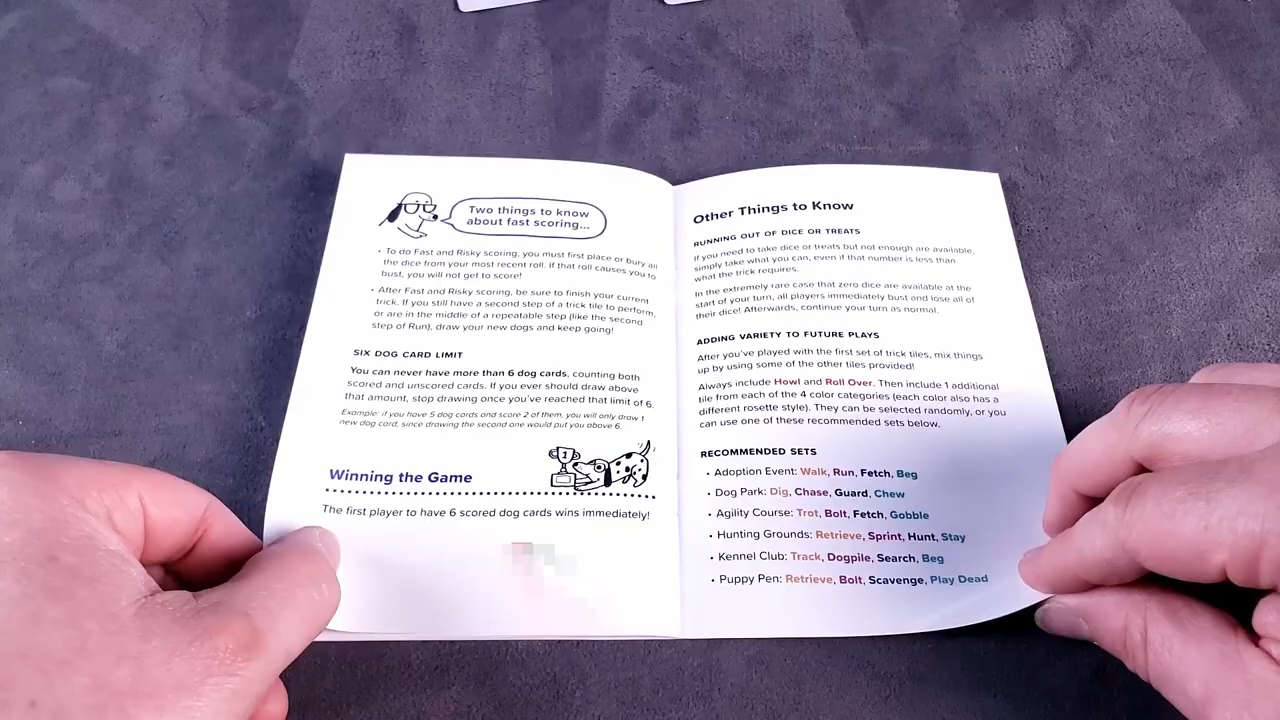 Two things to know
about fast scoring...
• To do Fast and Risky scoring, you must first place or bury all
the dice from your most recent roll. If that roll causes you to
bust, you will not get to score!
• After Fast and Risky scoring, be sure to finish your current
trick. If you still have a second step of a trick tile to perform,
or are in the middle of a repeatable step (like the second
step of Run), draw your new dogs and keep going!
SIX DOG CARD LIMIT
You can never have more than 6 dog cards, counting both
scored and unscored cards. If you ever should draw above
that amount, stop drawing once you've reached that limit of 6.
Example: if you have 5 dog cards and score 2 of them, you will only draw 1
new dog card, since drawing the second one would put you above 6.
1
Winning the Game
The first player to have 6 scored dog cards wins immediately!
Other Things to Know
RUNNING OUT OF DICE OR TREATS
If you need to take dice or treats but not enough are available,
simply take what you can, even if that number is less than
what the trick requires.
In the extremely rare case that zero dice are available at the
start of your turn, all players immediately bust and lose all of
their dice! Afterwards, continue your turn as normal.
ADDING VARIETY TO FUTURE PLAYS
After you've played with the first set of trick tiles, mix things
up by using some of the other tiles provided!
Always include Howl and Roll Over. Then include 1 additional
tile from each of the 4 color categories (each color also has a
different rosette style). They can be selected randomly, or you
can use one of these recommended sets below.
RECOMMENDED SETS
• Adoption Event: Walk, Run, Fetch, Beg
• Dog Park: Dig, Chase, Guard, Chew
• Agility Course: Trot, Bolt, Fetch, Gobble
• Hunting Grounds: Retrieve, Sprint, Hunt, Stay
• Kennel Club: Track, Dogpile, Search, Beg
• Puppy Pen: Retrieve, Bolt, Scavenge, Play Dead